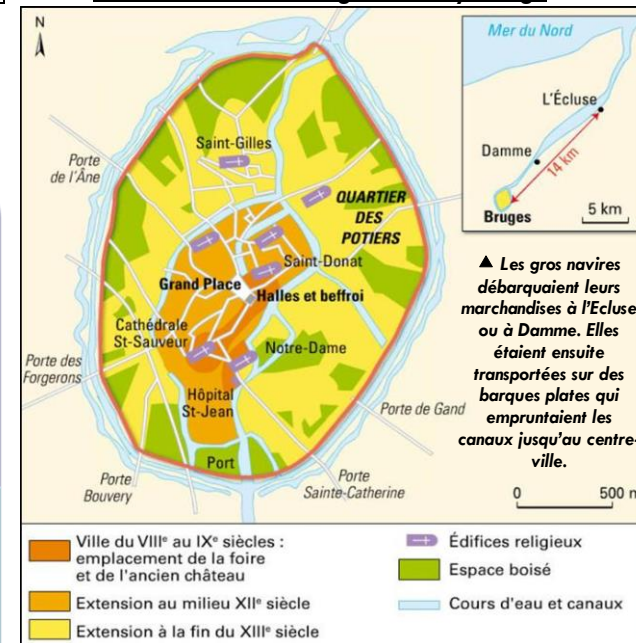 N
Saint-Gilles
Porte
de l'Âne
QUARTIER
DES
POTIERS
Saint-Donat
Grand Place
Halles et beffroi
Cathédrale
St-Sauveur
Notre-Dame
Porte des
Forgerons
Hôpital
St-Jean
Porte de Gand
Port
Porte
Bouvery
Porte
Sainte-Catherine
Mer du Nord
L'Écluse
Damme
14 km
Bruges
5 km
▲ Les gros navires
débarquaient leurs
marchandises à l'Ecluse
ou à Damme. Elles
étaient ensuite
transportées sur des
barques plates qui
empruntaient les
canaux jusqu'au centre-
ville.
0 500 m
Ville du VIIIe au IXe siècles :
emplacement de la foire
et de l'ancien château
Extension au milieu XIIe siècle
Extension à la fin du XIIIe siècle
Édifices religieux
Espace boisé
Cours d'eau et canaux